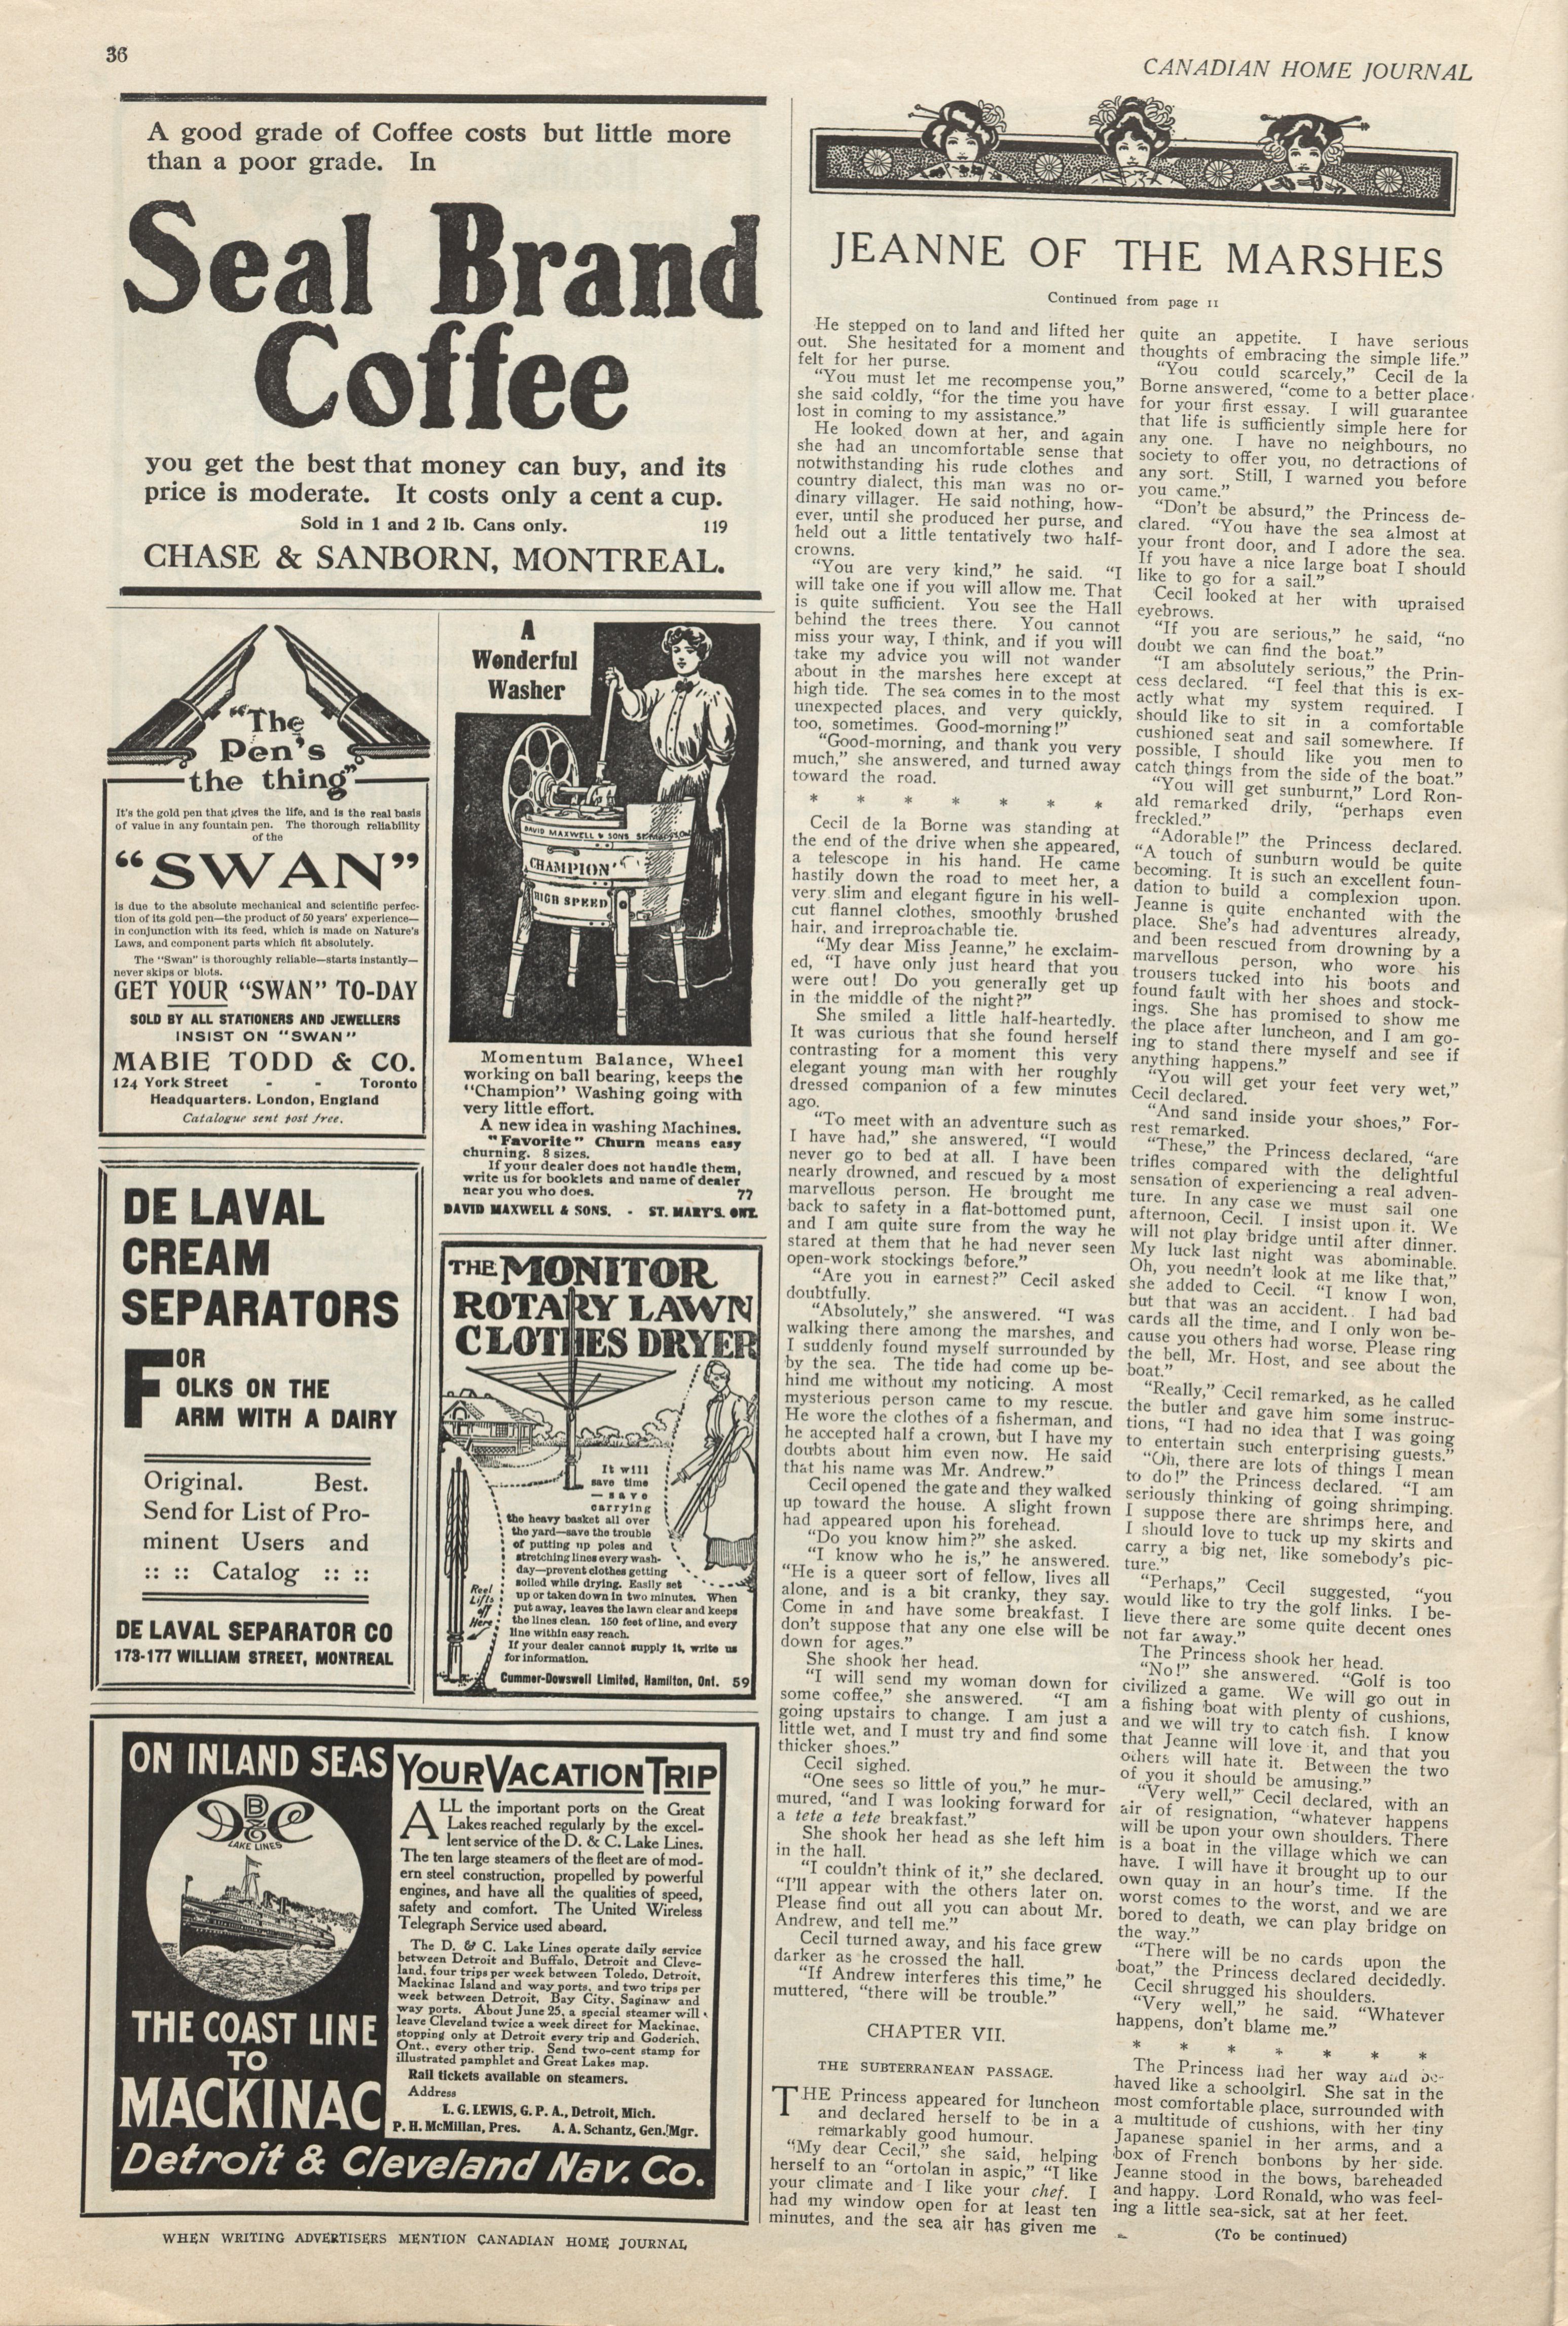 36
CANADIAN HOME JOURNAL
A good grade of Coffee costs but little more
than a poor grade. In
Seal Brand
Coffee
you get the best that money can buy, and its
price is moderate. It costs only a cent a cup.
Sold in 1 and 2 lb. Cans only. 119
CHASE & SANBORN, MONTREAL.
"The
Pen's
the thing"
It's the gold pen that gives the life, and is the real basis
of value in any fountain pen. The thorough reliability
of the
"SWAN"
is due to the absolute mechanical and scientific perfec-
tion of its gold pen—the product of 50 years' experience—
in conjunction with its feed, which is made on Nature's
Laws, and component parts which fit absolutely.
The "Swan" is thoroughly reliable—starts instantly—
never skips or blots.
GET YOUR "SWAN" TO-DAY
SOLD BY ALL STATIONERS AND JEWELLERS
INSIST ON "SWAN"
MABIE TODD & CO.
124 York Street - - Toronto
Headquarters. London, England
Catalogue sent post free.
A
Wonderful
Washer
DAVID MAXWELL & SONS ST. MARYS ON
CHAMPION
HIGH SPEED
Momentum Balance, Wheel
working on ball bearing, keeps the
"Champion" Washing going with
very little effort.
A new idea in washing Machines.
"Favorite" Churn means easy
churning. 8 sizes.
If your dealer does not handle them,
write us for booklets and name of dealer
near you who does. 77
DAVID MAXWELL & SONS. - ST. MARY'S. ONT.
DE LAVAL
CREAM
SEPARATORS
FOR
OLKS ON THE
ARM WITH A DAIRY
Original. Best.
Send for List of Pro-
minent Users and
:: :: Catalog :: ::
DE LAVAL SEPARATOR CO
173-177 WILLIAM STREET, MONTREAL
THE MONITOR
ROTARY LAWN
CLOTHES DRYER
It will
save time
—save
carrying
the heavy basket all over
the yard—save the trouble
of putting up poles and
stretching lines every wash-
day—prevent clothes getting
soiled while drying. Easily set
up or taken down in two minutes. When
put away, leaves the lawn clear and keeps
the lines clean. 150 feet of line, and every
line within easy reach.
If your dealer cannot supply it, write us
for information.
Reel
Lifts
off
Here
Cummer-Dowswell Limited, Hamilton, Ont. 59
ON INLAND SEAS
D & C
LAKE LINES
THE COAST LINE
TO
MACKINAC
YOUR VACATION TRIP
ALL the important ports on the Great
Lakes reached regularly by the excel-
lent service of the D. & C. Lake Lines.
The ten large steamers of the fleet are of mod-
ern steel construction, propelled by powerful
engines, and have all the qualities of speed,
safety and comfort. The United Wireless
Telegraph Service used aboard.
The D. & C. Lake Lines operate daily service
between Detroit and Buffalo, Detroit and Cleve-
land, four trips per week between Toledo, Detroit,
Mackinac Island and way ports, and two trips per
week between Detroit, Bay City, Saginaw and
way ports. About June 25, a special steamer will
leave Cleveland twice a week direct for Mackinac,
stopping only at Detroit every trip and Goderich,
Ont., every other trip. Send two-cent stamp for
illustrated pamphlet and Great Lakes map.
Rail tickets available on steamers.
Address
L. G. LEWIS, G. P. A., Detroit, Mich.
P. H. McMillan, Pres. A. A. Schantz, Gen. Mgr.
Detroit & Cleveland Nav. Co.
WHEN WRITING ADVERTISERS MENTION CANADIAN HOME JOURNAL
JEANNE OF THE MARSHES
Continued from page 11
He stepped on to land and lifted her
out. She hesitated for a moment and
felt for her purse.
"You must let me recompense you,"
she said coldly, "for the time you have
lost in coming to my assistance."
He looked down at her, and again
she had an uncomfortable sense that
notwithstanding his rude clothes and
country dialect, this man was no or-
dinary villager. He said nothing, how-
ever, until she produced her purse, and
held out a little tentatively two half-
crowns.
"You are very kind," he said. "I
will take one if you will allow me. That
is quite sufficient. You see the Hall
behind the trees there. You cannot
miss your way, I think, and if you will
take my advice you will not wander
about in the marshes here except at
high tide. The sea comes in to the most
unexpected places, and very quickly,
too, sometimes. Good-morning!"
"Good-morning, and thank you very
much," she answered, and turned away
toward the road.
* * * * * * *
Cecil de la Borne was standing at
the end of the drive when she appeared,
a telescope in his hand. He came
hastily down the road to meet her, a
very slim and elegant figure in his well-
cut flannel clothes, smoothly brushed
hair, and irreproachable tie.
"My dear Miss Jeanne," he exclaim-
ed, "I have only just heard that you
were out! Do you generally get up
in the middle of the night?"
She smiled a little half-heartedly.
It was curious that she found herself
contrasting for a moment this very
elegant young man with her roughly
dressed companion of a few minutes
ago.
"To meet with an adventure such as
I have had," she answered, "I would
never go to bed at all. I have been
nearly drowned, and rescued by a most
marvellous person. He brought me
back to safety in a flat-bottomed punt,
and I am quite sure from the way he
stared at them that he had never seen
open-work stockings before."
"Are you in earnest?" Cecil asked
doubtfully.
"Absolutely," she answered. "I was
walking there among the marshes, and
I suddenly found myself surrounded by
by the sea. The tide had come up be-
hind me without my noticing. A most
mysterious person came to my rescue.
He wore the clothes of a fisherman, and
he accepted half a crown, but I have my
doubts about him even now. He said
that his name was Mr. Andrew."
Cecil opened the gate and they walked
up toward the house. A slight frown
had appeared upon his forehead.
"Do you know him?" she asked.
"I know who he is," he answered.
"He is a queer sort of fellow, lives all
alone, and is a bit cranky, they say.
Come in and have some breakfast. I
don't suppose that any one else will be
down for ages."
She shook her head.
"I will send my woman down for
some coffee," she answered. "I am
going upstairs to change. I am just a
little wet, and I must try and find some
thicker shoes."
Cecil sighed.
"One sees so little of you," he mur-
mured, "and I was looking forward for
a tete a tete breakfast."
She shook her head as she left him
in the hall.
"I couldn't think of it," she declared.
"I'll appear with the others later on.
Please find out all you can about Mr.
Andrew, and tell me."
Cecil turned away, and his face grew
darker as he crossed the hall.
"If Andrew interferes this time," he
muttered, "there will be trouble."
CHAPTER VII.
THE SUBTERRANEAN PASSAGE.
THE Princess appeared for luncheon
and declared herself to be in a
remarkably good humour.
"My dear Cecil," she said, helping
herself to an "ortolan in aspic," "I like
your climate and I like your chef. I
had my window open for at least ten
minutes, and the sea air has given me
quite an appetite. I have serious
thoughts of embracing the simple life."
"You could scarcely," Cecil de la
Borne answered, "come to a better place
for your first essay. I will guarantee
that life is sufficiently simple here for
any one. I have no neighbours, no
society to offer you, no detractions of
any sort. Still, I warned you before
you came."
"Don't be absurd," the Princess de-
clared. "You have the sea almost at
your front door, and I adore the sea.
If you have a nice large boat I should
like to go for a sail."
Cecil looked at her with upraised
eyebrows.
"If you are serious," he said, "no
doubt we can find the boat."
"I am absolutely serious," the Prin-
cess declared. "I feel that this is ex-
actly what my system required. I
should like to sit in a comfortable
cushioned seat and sail somewhere. If
possible, I should like you men to
catch things from the side of the boat."
"You will get sunburnt," Lord Ron-
ald remarked drily, "perhaps even
freckled."
"Adorable!" the Princess declared.
"A touch of sunburn would be quite
becoming. It is such an excellent foun-
dation to build a complexion upon.
Jeanne is quite enchanted with the
place. She's had adventures already,
and been rescued from drowning by a
marvellous person, who wore his
trousers tucked into his boots and
found fault with her shoes and stock-
ings. She has promised to show me
the place after luncheon, and I am go-
ing to stand there myself and see if
anything happens."
"You will get your feet very wet,"
Cecil declared.
"And sand inside your shoes," For-
rest remarked.
"These," the Princess declared, "are
trifles compared with the delightful
sensation of experiencing a real adven-
ture. In any case we must sail one
afternoon, Cecil. I insist upon it. We
will not play bridge until after dinner.
My luck last night was abominable.
Oh, you needn't look at me like that,"
she added to Cecil. "I know I won,
but that was an accident. I had bad
cards all the time, and I only won be-
cause you others had worse. Please ring
the bell, Mr. Host, and see about the
boat."
"Really," Cecil remarked, as he called
the butler and gave him some instruc-
tions, "I had no idea that I was going
to entertain such enterprising guests."
"Oh, there are lots of things I mean
to do!" the Princess declared. "I am
seriously thinking of going shrimping.
I suppose there are shrimps here, and
I should love to tuck up my skirts and
carry a big net, like somebody's pic-
ture."
"Perhaps," Cecil suggested, "you
would like to try the golf links. I be-
lieve there are some quite decent ones
not far away."
The Princess shook her head.
"No!" she answered. "Golf is too
civilized a game. We will go out in
a fishing boat with plenty of cushions,
and we will try to catch fish. I know
that Jeanne will love it, and that you
others will hate it. Between the two
of you it should be amusing."
"Very well," Cecil declared, with an
air of resignation, "whatever happens
will be upon your own shoulders. There
is a boat in the village which we can
have. I will have it brought up to our
own quay in an hour's time. If the
worst comes to the worst, and we are
bored to death, we can play bridge on
the way."
"There will be no cards upon the
boat," the Princess declared decidedly.
Cecil shrugged his shoulders.
"Very well," he said. "Whatever
happens, don't blame me."
* * * * * * *
The Princess had her way and be-
haved like a schoolgirl. She sat in the
most comfortable place, surrounded with
a multitude of cushions, with her tiny
Japanese spaniel in her arms, and a
box of French bonbons by her side.
Jeanne stood in the bows, bareheaded
and happy. Lord Ronald, who was feel-
ing a little sea-sick, sat at her feet.
(To be continued)